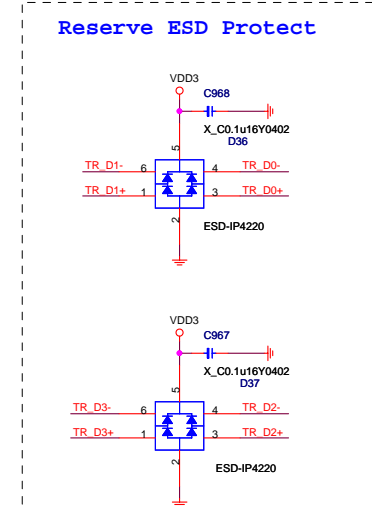 Reserve ESD Protect
VDD3
C968
X_C0.1u16Y0402
D36
5
TR_D1- 6 4 TR_D0-
TR_D1+ 1 3 TR_D0+
2
ESD-IP4220
VDD3
C967
X_C0.1u16Y0402
D37
5
TR_D3- 6 4 TR_D2-
TR_D3+ 1 3 TR_D2+
2
ESD-IP4220